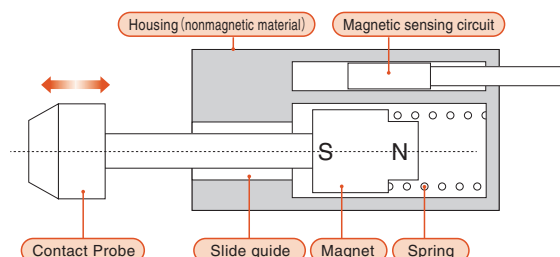 Housing (nonmagnetic material)
Magnetic sensing circuit
S N
Contact Probe
Slide guide
Magnet
Spring